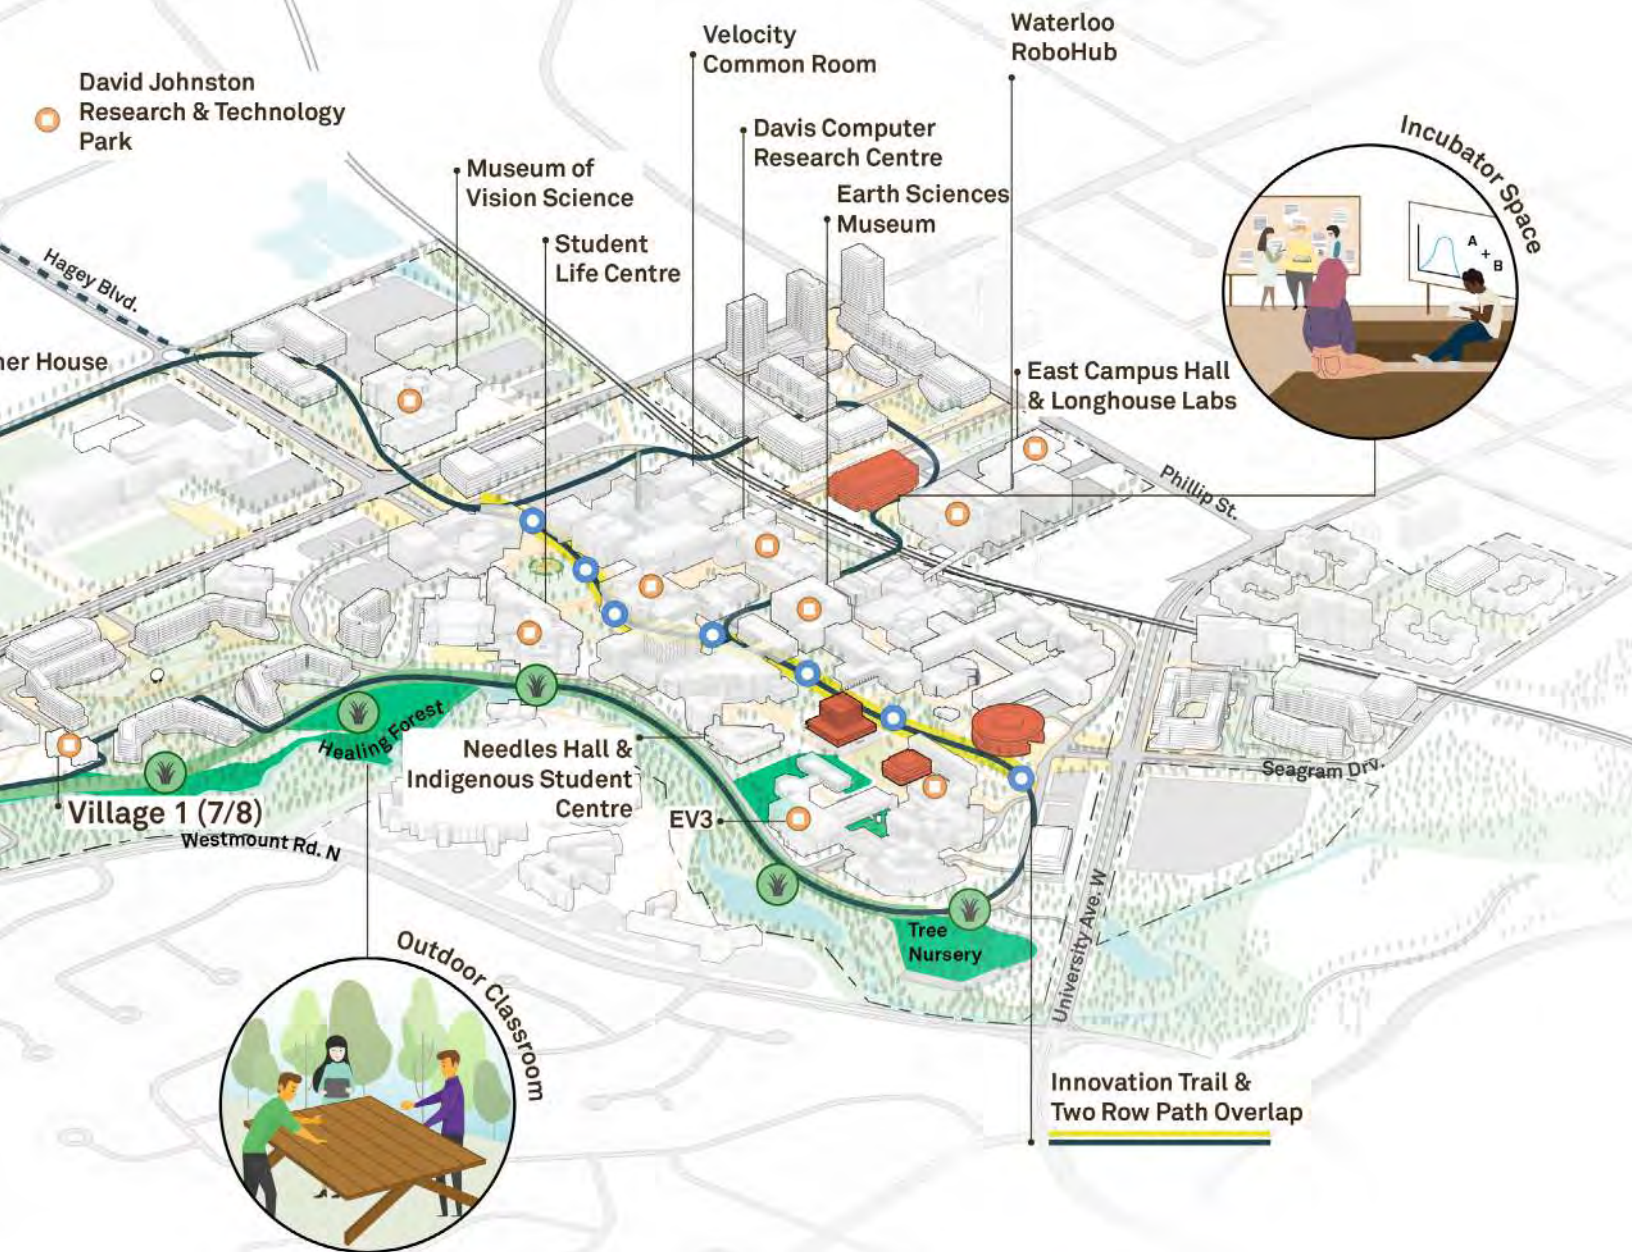 Waterloo
RoboHub
Velocity
Common Room
David Johnston
Research & Technology
Park
Davis Computer
Research Centre
Incubator Space
Museum of
Vision Science
Earth Sciences
Museum
Student
Life Centre
A
+
B
Hagey Blvd.
ner House
East Campus Hall
& Longhouse Labs
Phillip St.
Healing Forest
Needles Hall &
Indigenous Student
Centre
Seagram Drv.
Village 1 (7/8)
EV3
Westmount Rd. N
University Ave. W
Tree
Nursery
Outdoor Classroom
Innovation Trail &
Two Row Path Overlap